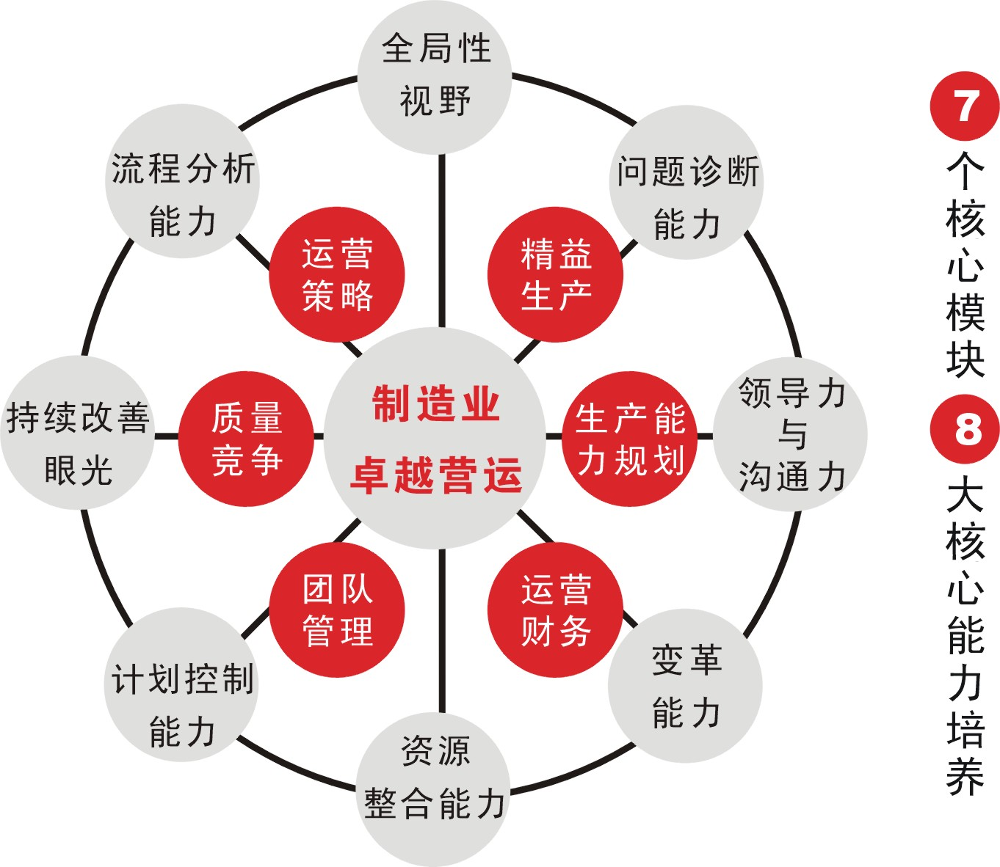 全局性
视野
流程分析
能力
问题诊断
能力
运营
策略
精益
生产
持续改善
眼光
质量
竞争
制造业
卓越营运
生产能
力规划
领导力
与
沟通力
团队
管理
运营
财务
计划控制
能力
变革
能力
资源
整合能力
7个核心模块8大核心能力培养